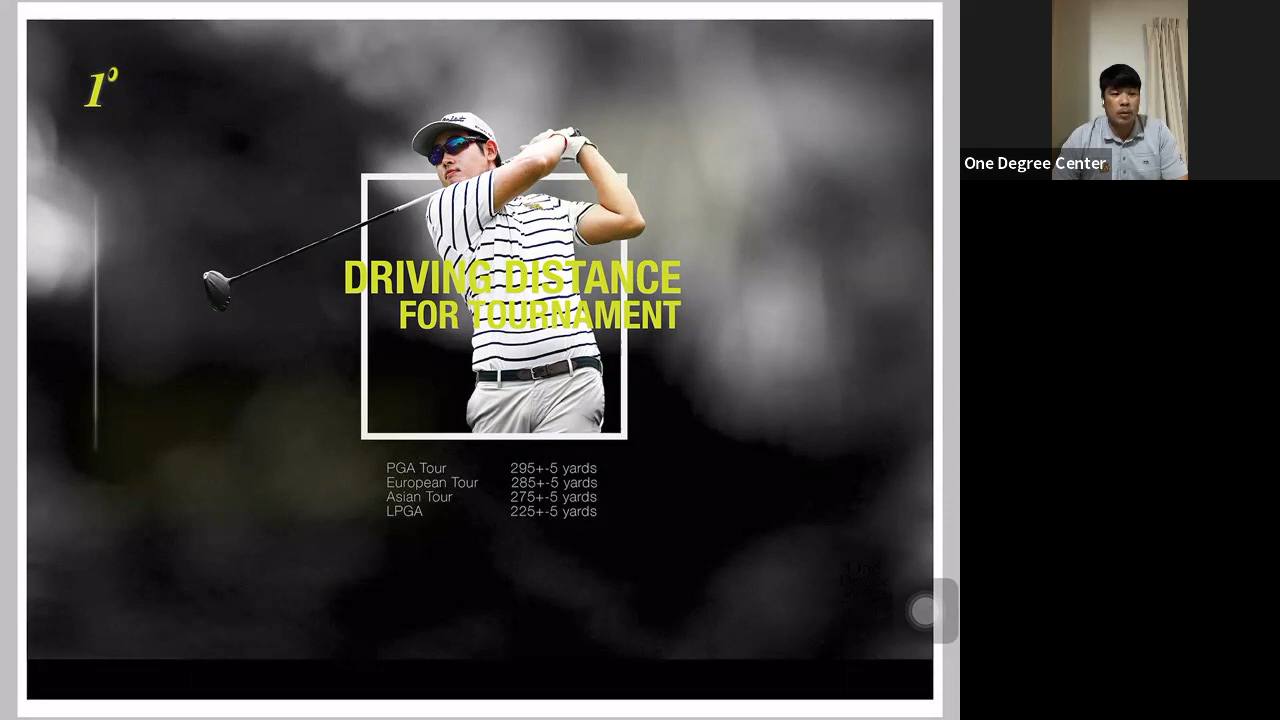 1°
DRIVING DISTANCE
FOR TOURNAMENT
PGA Tour 295+-5 yards
European Tour 285+-5 yards
Asian Tour 275+-5 yards
LPGA 225+-5 yards
One Degree Center